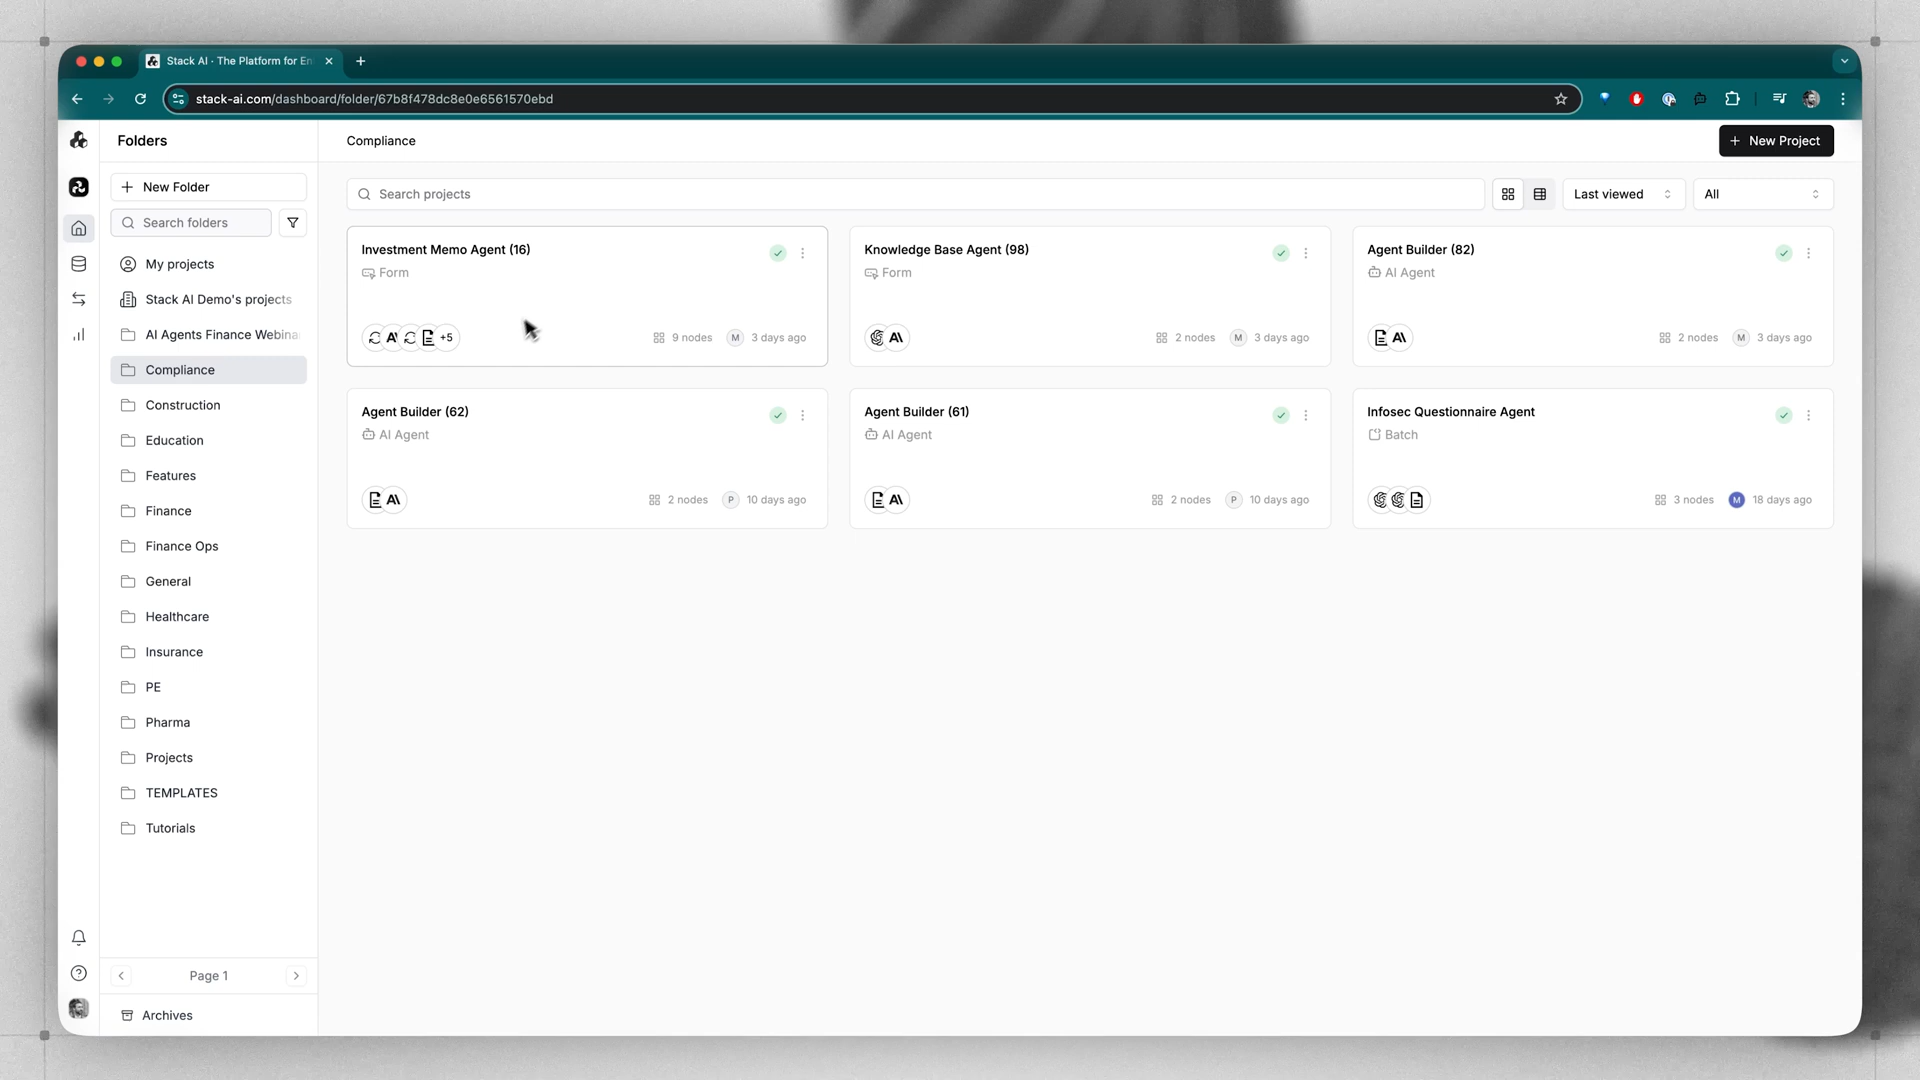 Stack AI · The Platform for En
stack-ai.com/dashboard/folder/67b8f478dc8e0e6561570ebd
Folders
Compliance
New Project
New Folder
Search folders
Search projects
Last viewed
All
My projects
Stack AI Demo's projects
AI Agents Finance Webina
Compliance
Construction
Education
Features
Finance
Finance Ops
General
Healthcare
Insurance
PE
Pharma
Projects
TEMPLATES
Tutorials
Page 1
Archives
Investment Memo Agent (16)
Form
+5
9 nodes
M
3 days ago
Knowledge Base Agent (98)
Form
2 nodes
M
3 days ago
Agent Builder (82)
AI Agent
2 nodes
M
3 days ago
Agent Builder (62)
AI Agent
2 nodes
P
10 days ago
Agent Builder (61)
AI Agent
2 nodes
P
10 days ago
Infosec Questionnaire Agent
Batch
3 nodes
M
18 days ago